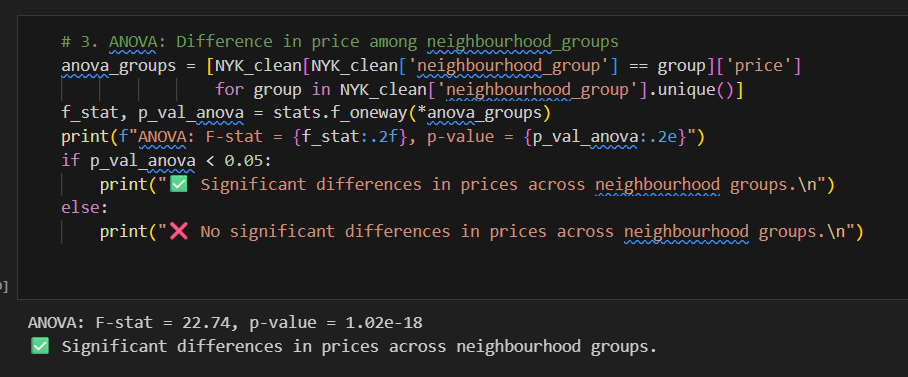 # 3. ANOVA: Difference in price among neighbourhood_groups
anova_groups = [NYK_clean[NYK_clean['neighbourhood_group'] == group]['price']
                for group in NYK_clean['neighbourhood_group'].unique()]
f_stat, p_val_anova = stats.f_oneway(*anova_groups)
print(f"ANOVA: F-stat = {f_stat:.2f}, p-value = {p_val_anova:.2e}")
if p_val_anova < 0.05:
    print("✅ Significant differences in prices across neighbourhood groups.\n")
else:
    print("❌ No significant differences in prices across neighbourhood groups.\n")
]
ANOVA: F-stat = 22.74, p-value = 1.02e-18
✅ Significant differences in prices across neighbourhood groups.